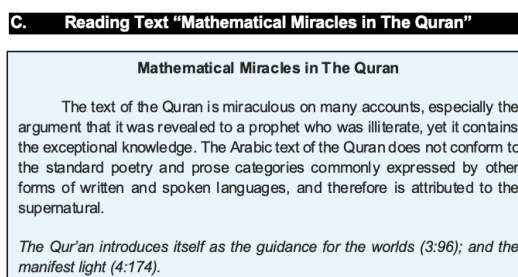 C. Reading Text “Mathematical Miracles in The Quran”
Mathematical Miracles in The Quran
The text of the Quran is miraculous on many accounts, especially the
argument that it was revealed to a prophet who was illiterate, yet it contains
the exceptional knowledge. The Arabic text of the Quran does not conform to
the standard poetry and prose categories commonly expressed by other
forms of written and spoken languages, and therefore is attributed to the
supernatural.
The Qur’an introduces itself as the guidance for the worlds (3:96); and the
manifest light (4:174).